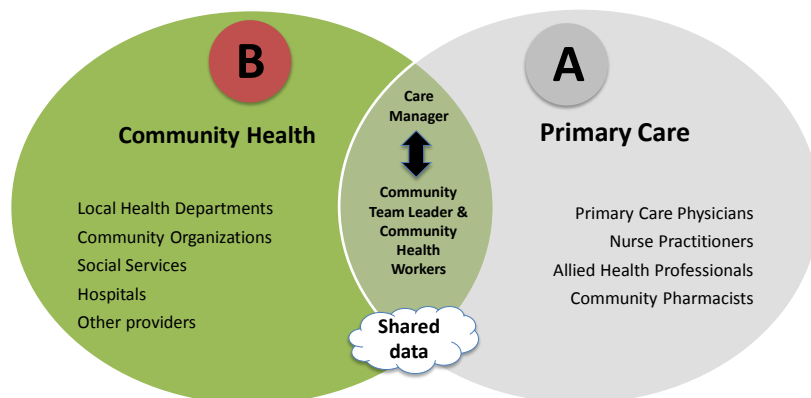 B
Community Health
Local Health Departments
Community Organizations
Social Services
Hospitals
Other providers
Care
Manager
Community
Team Leader &
Community
Health
Workers
Shared
data
A
Primary Care
Primary Care Physicians
Nurse Practitioners
Allied Health Professionals
Community Pharmacists